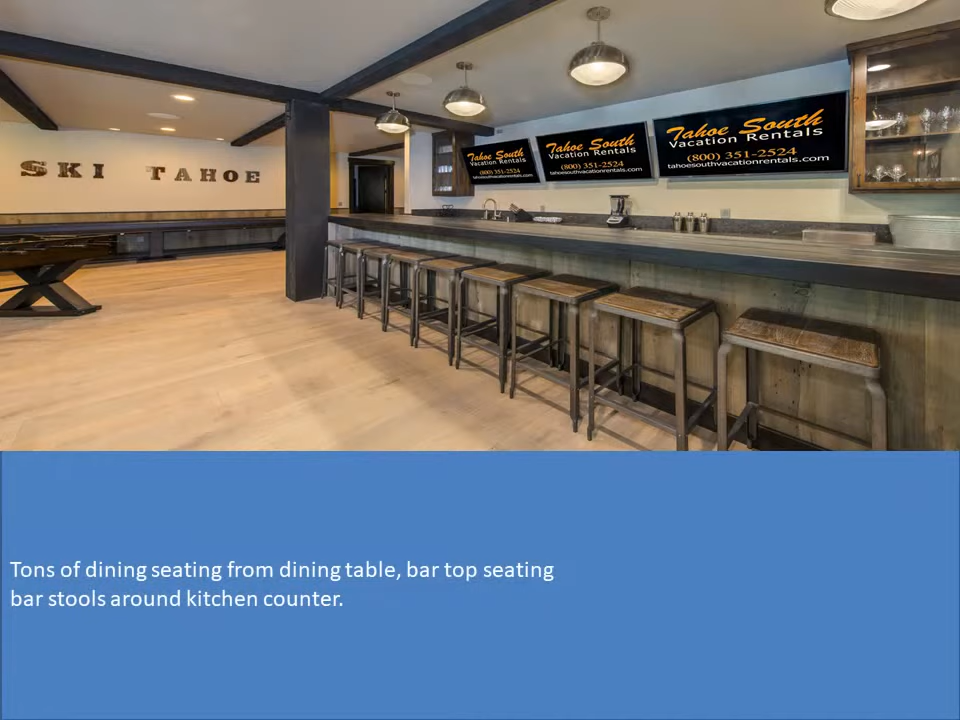 SKI TAHOE
Tahoe South
Vacation Rentals
(800) 351-2524
tahoesouthvacationrentals.com
Tahoe South
Vacation Rentals
(800) 351-2524
tahoesouthvacationrentals.com
Tahoe South
Vacation Rentals
(800) 351-2524
tahoesouthvacationrentals.com
Tons of dining seating from dining table, bar top seating
bar stools around kitchen counter.